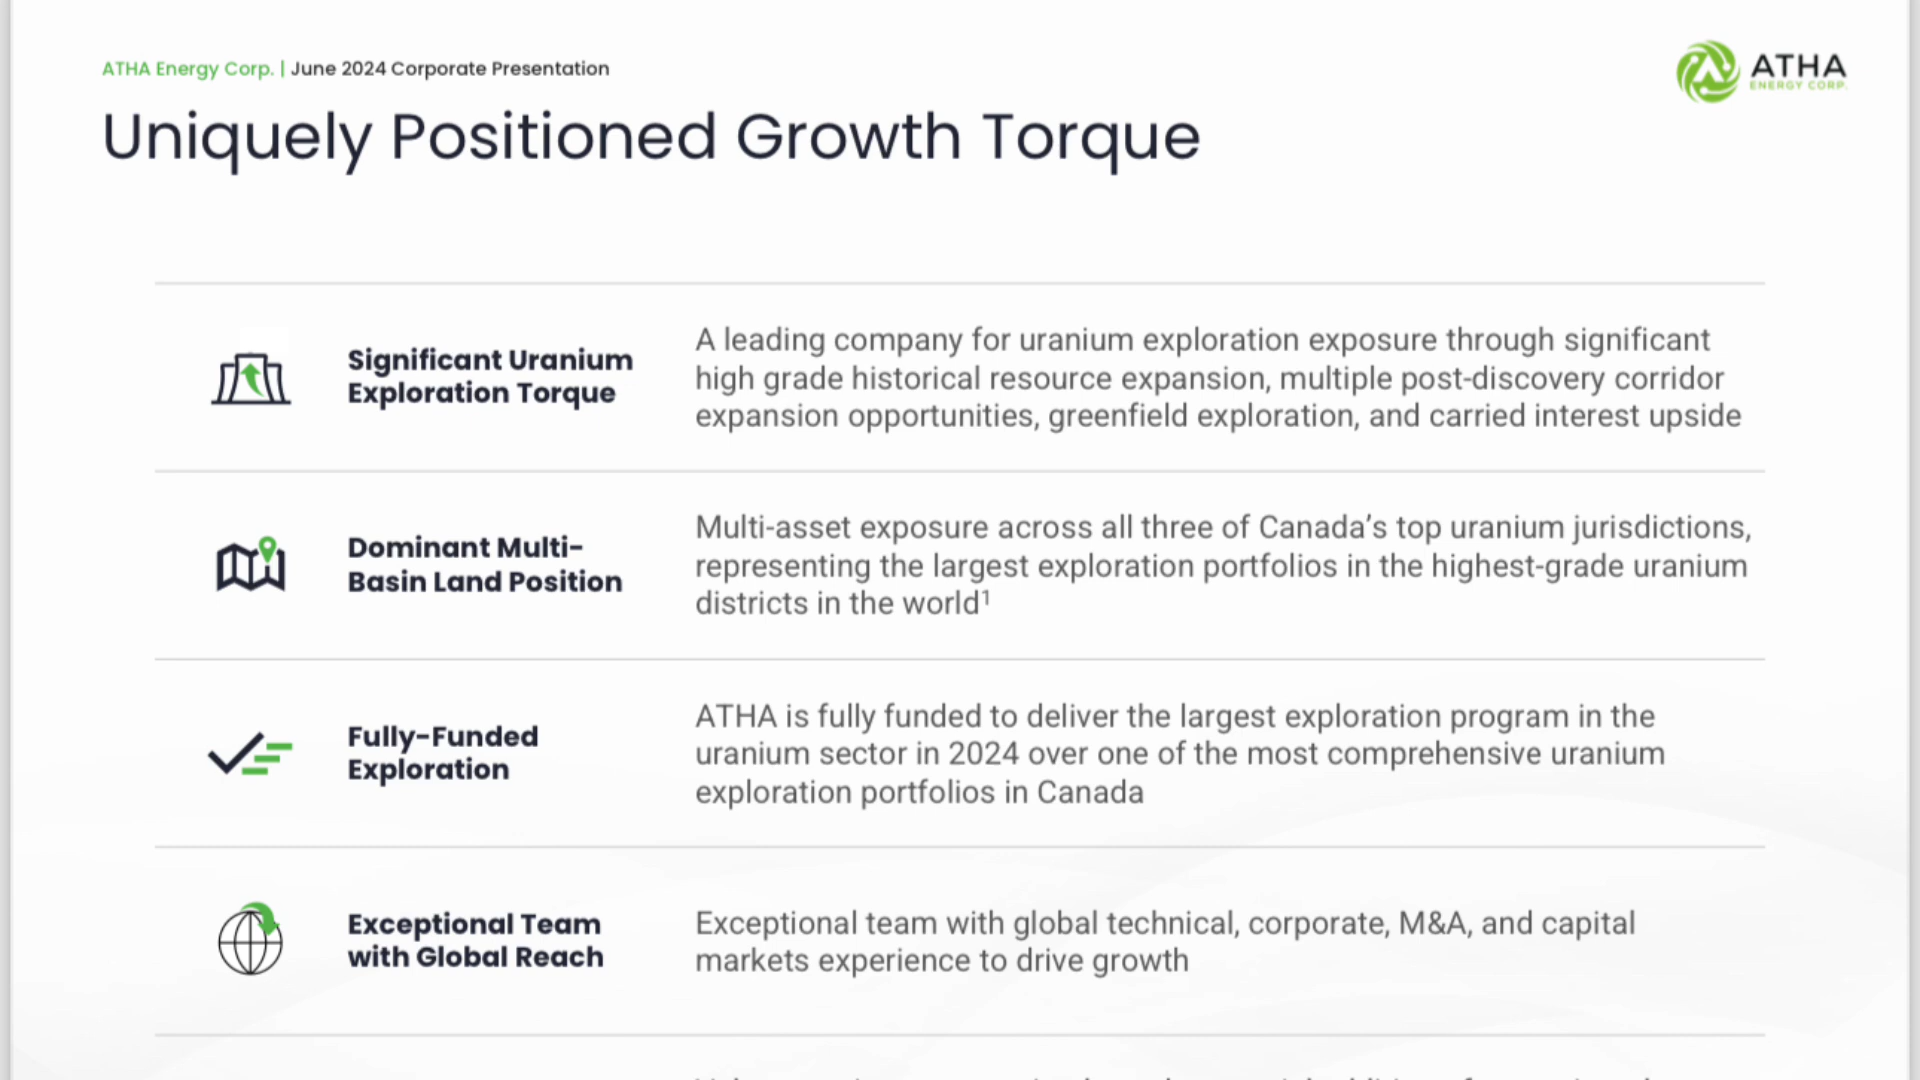 ATHA Energy Corp. | June 2024 Corporate Presentation
ATHA
ENERGY CORP.
Uniquely Positioned Growth Torque
Significant Uranium
Exploration Torque
A leading company for uranium exploration exposure through significant
high grade historical resource expansion, multiple post-discovery corridor
expansion opportunities, greenfield exploration, and carried interest upside
Dominant Multi-
Basin Land Position
Multi-asset exposure across all three of Canada’s top uranium jurisdictions,
representing the largest exploration portfolios in the highest-grade uranium
districts in the world¹
Fully-Funded
Exploration
ATHA is fully funded to deliver the largest exploration program in the
uranium sector in 2024 over one of the most comprehensive uranium
exploration portfolios in Canada
Exceptional Team
with Global Reach
Exceptional team with global technical, corporate, M&A, and capital
markets experience to drive growth